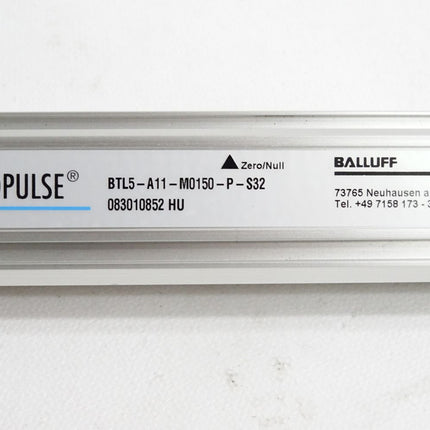 PULSE®
BTL5-A11-M0150-P-S32
083010852 HU
▲ Zero/Null
BALLUFF
73765 Neuhausen a
Tel. +49 7158 173 -